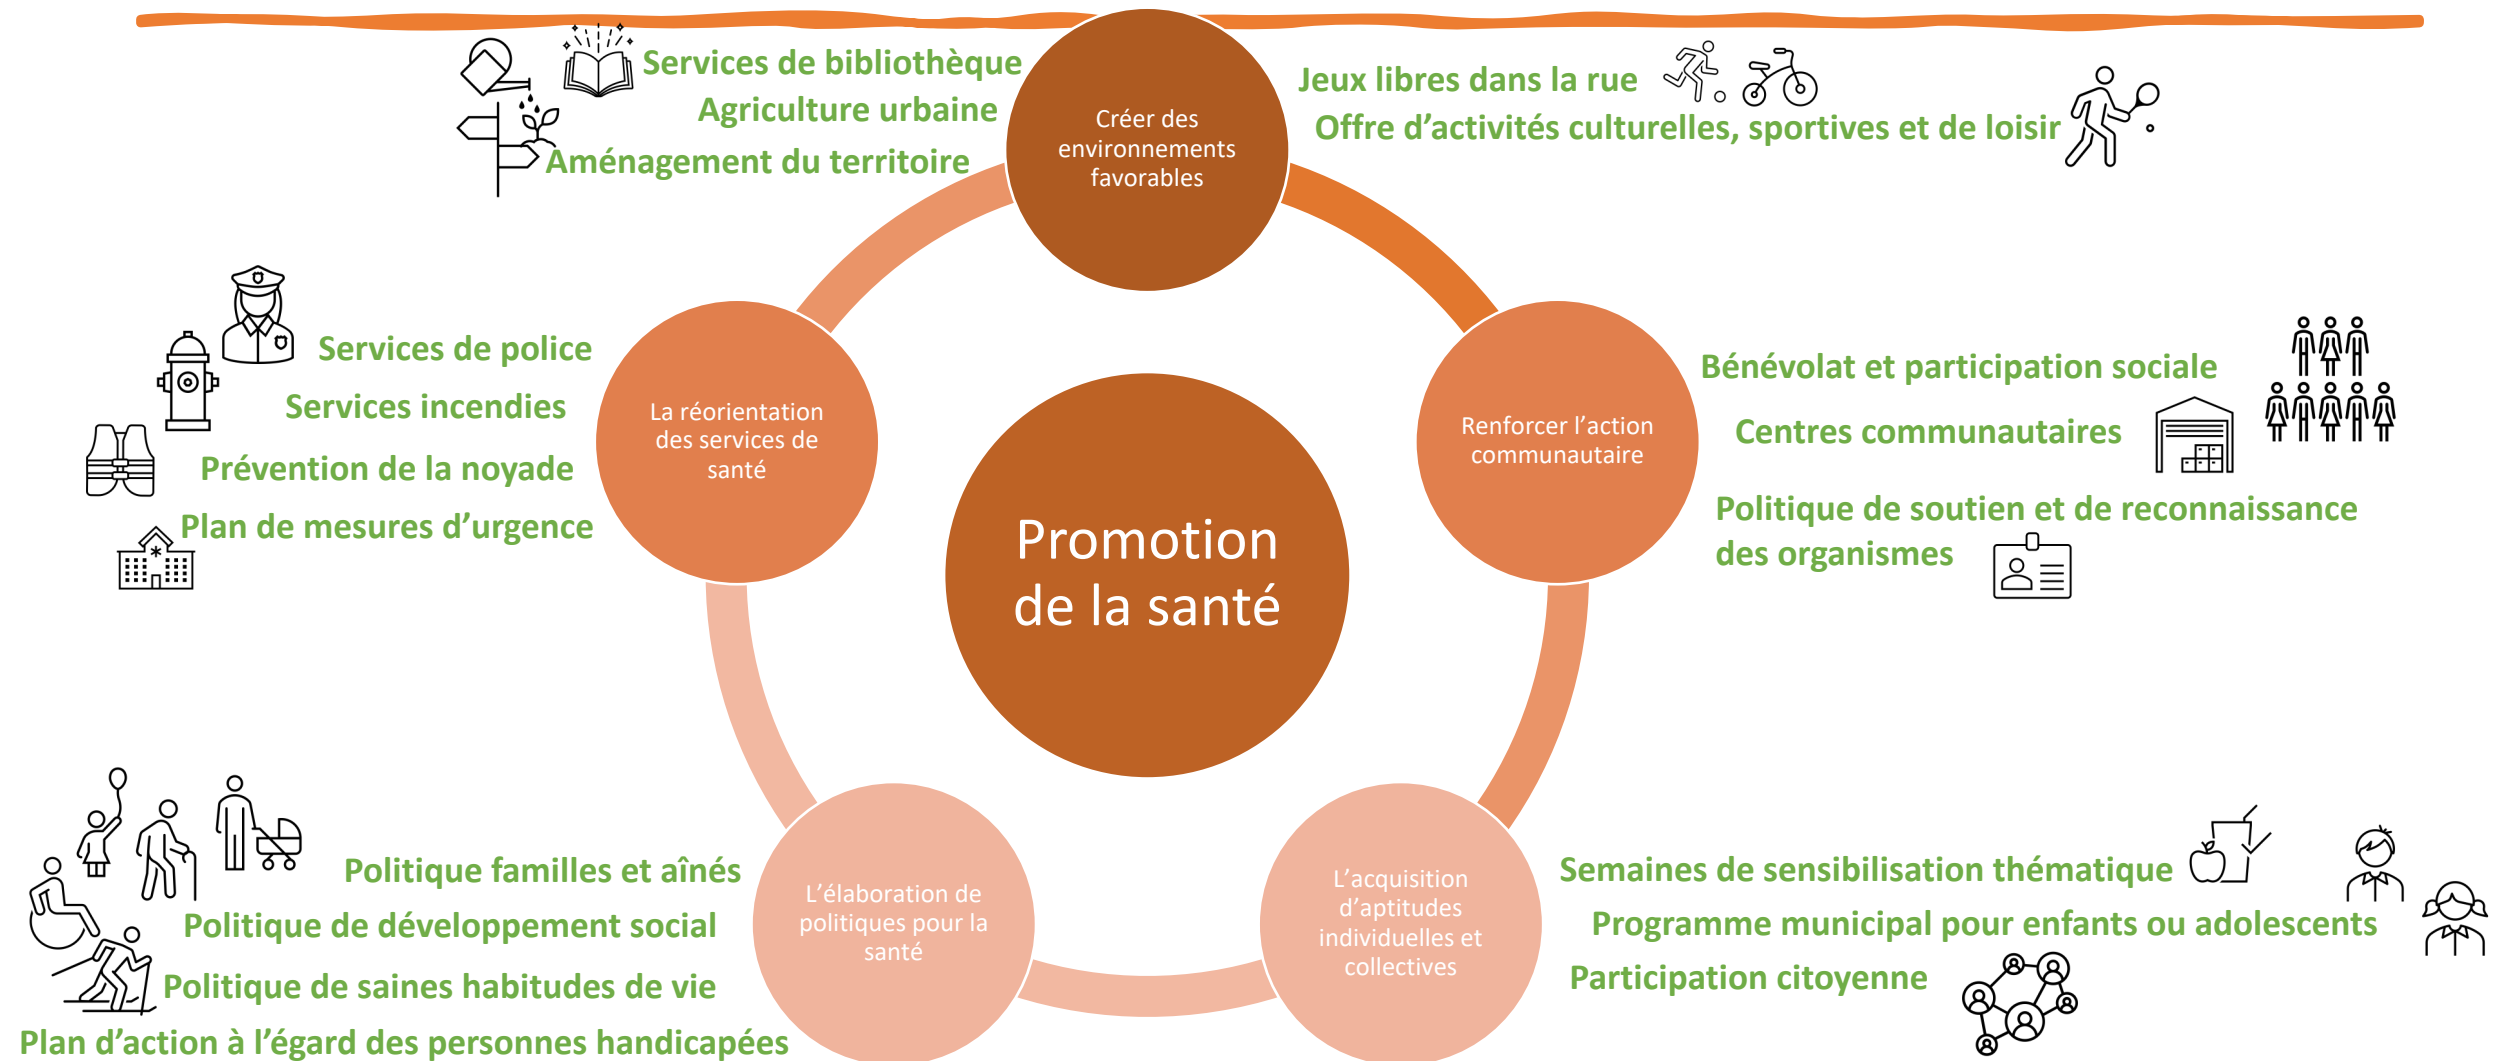 Services de bibliothèque
Agriculture urbaine
Aménagement du territoire
Créer des
environnements
favorables
Jeux libres dans la rue
Offre d’activités culturelles, sportives et de loisir
Services de police
Services incendies
Prévention de la noyade
Plan de mesures d’urgence
La réorientation
des services de
santé
Renforcer l’action
communautaire
Bénévolat et participation sociale
Centres communautaires
Politique de soutien et de reconnaissance
des organismes
Promotion
de la santé
Politique familles et aînés
Politique de développement social
Politique de saines habitudes de vie
Plan d’action à l’égard des personnes handicapées
L’élaboration de
politiques pour la
santé
L’acquisition
d’aptitudes
individuelles et
collectives
Semaines de sensibilisation thématique
Programme municipal pour enfants ou adolescents
Participation citoyenne